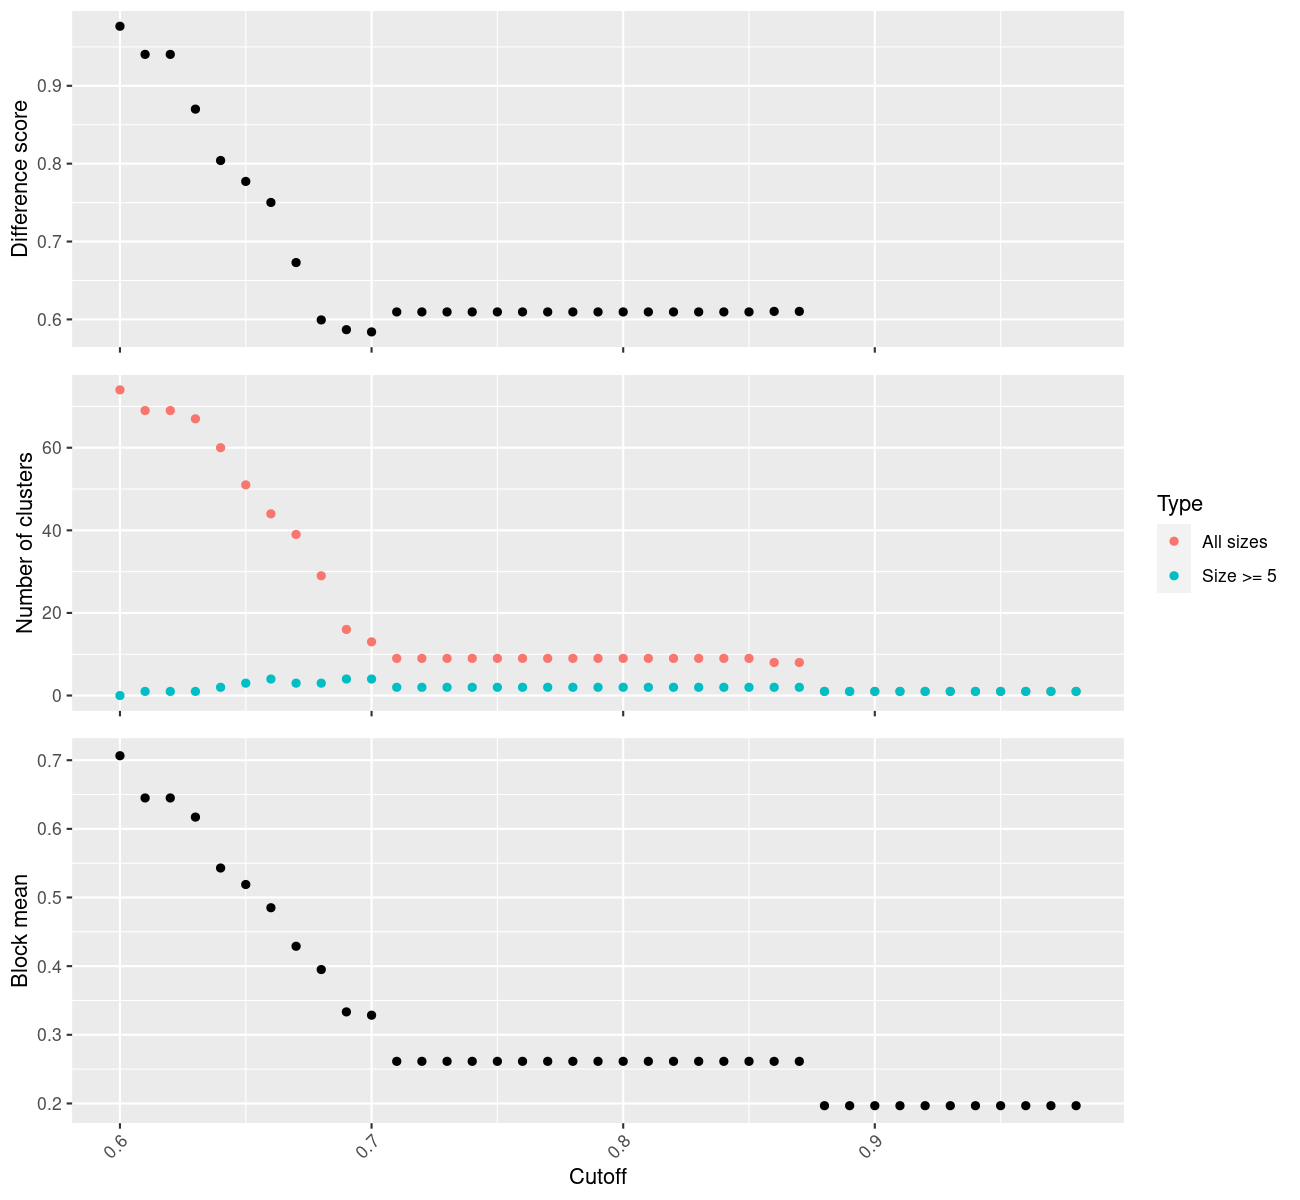 Difference score
0.9
0.8
0.7
0.6
Number of clusters
60
40
20
0
Type
All sizes
Size >= 5
Block mean
0.7
0.6
0.5
0.4
0.3
0.2
0.6
0.7
0.8
0.9
Cutoff